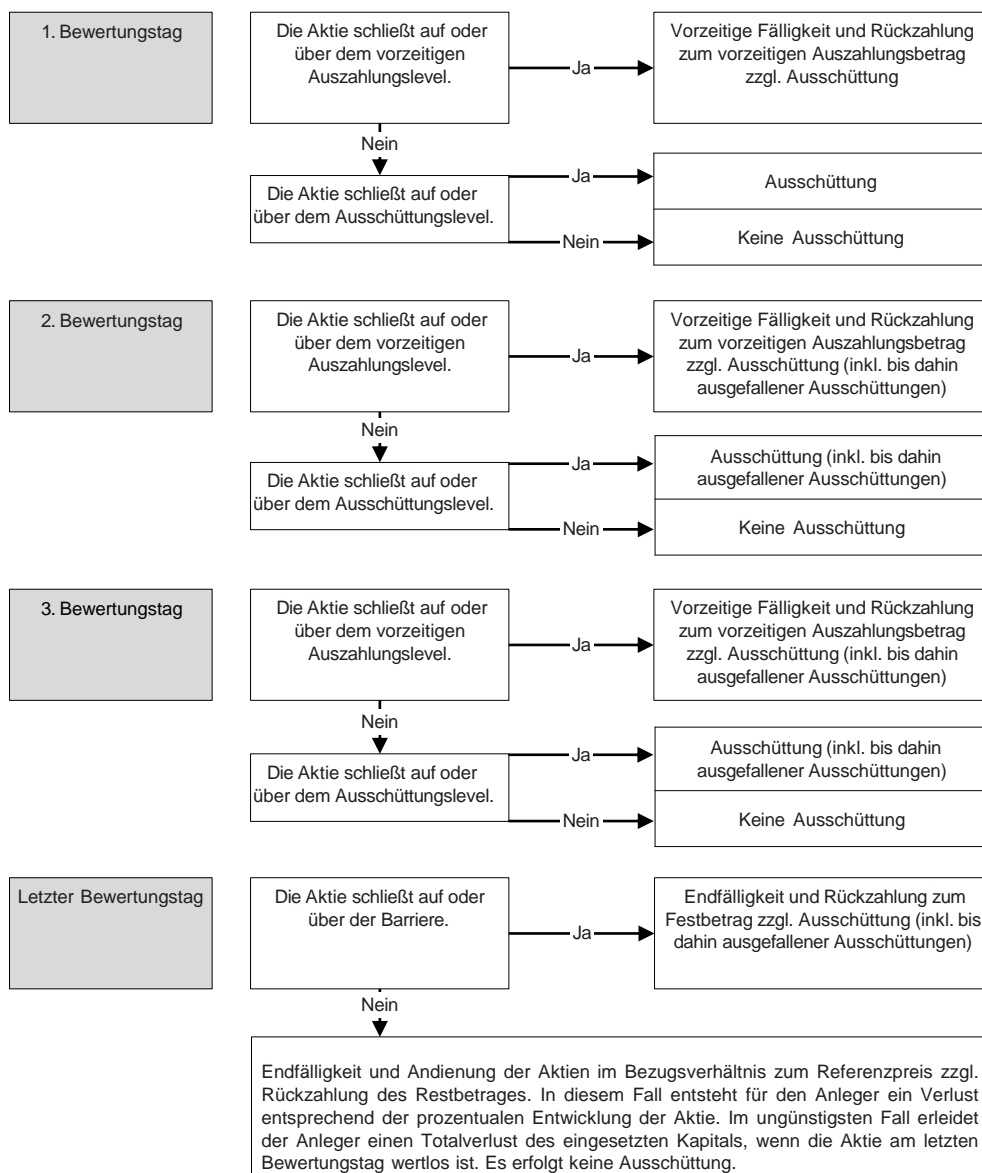 1. Bewertungstag
Die Aktie schließt auf oder
über dem vorzeitigen
Auszahlungslevel.
Ja
Vorzeitige Fälligkeit und Rückzahlung
zum vorzeitigen Auszahlungsbetrag
zzgl. Ausschüttung
Nein
Die Aktie schließt auf oder
über dem Ausschüttungslevel.
Ja
Ausschüttung
Nein
Keine Ausschüttung
2. Bewertungstag
Die Aktie schließt auf oder
über dem vorzeitigen
Auszahlungslevel.
Ja
Vorzeitige Fälligkeit und Rückzahlung
zum vorzeitigen Auszahlungsbetrag
zzgl. Ausschüttung (inkl. bis dahin
ausgefallener Ausschüttungen)
Nein
Die Aktie schließt auf oder
über dem Ausschüttungslevel.
Ja
Ausschüttung (inkl. bis dahin
ausgefallener Ausschüttungen)
Nein
Keine Ausschüttung
3. Bewertungstag
Die Aktie schließt auf oder
über dem vorzeitigen
Auszahlungslevel.
Ja
Vorzeitige Fälligkeit und Rückzahlung
zum vorzeitigen Auszahlungsbetrag
zzgl. Ausschüttung (inkl. bis dahin
ausgefallener Ausschüttungen)
Nein
Die Aktie schließt auf oder
über dem Ausschüttungslevel.
Ja
Ausschüttung (inkl. bis dahin
ausgefallener Ausschüttungen)
Nein
Keine Ausschüttung
Letzter Bewertungstag
Die Aktie schließt auf oder
über der Barriere.
Ja
Endfälligkeit und Rückzahlung zum
Festbetrag zzgl. Ausschüttung (inkl. bis
dahin ausgefallener Ausschüttungen)
Nein
Endfälligkeit und Andienung der Aktien im Bezugsverhältnis zum Referenzpreis zzgl.
Rückzahlung des Restbetrages. In diesem Fall entsteht für den Anleger ein Verlust
entsprechend der prozentualen Entwicklung der Aktie. Im ungünstigsten Fall erleidet
der Anleger einen Totalverlust des eingesetzten Kapitals, wenn die Aktie am letzten
Bewertungstag wertlos ist. Es erfolgt keine Ausschüttung.